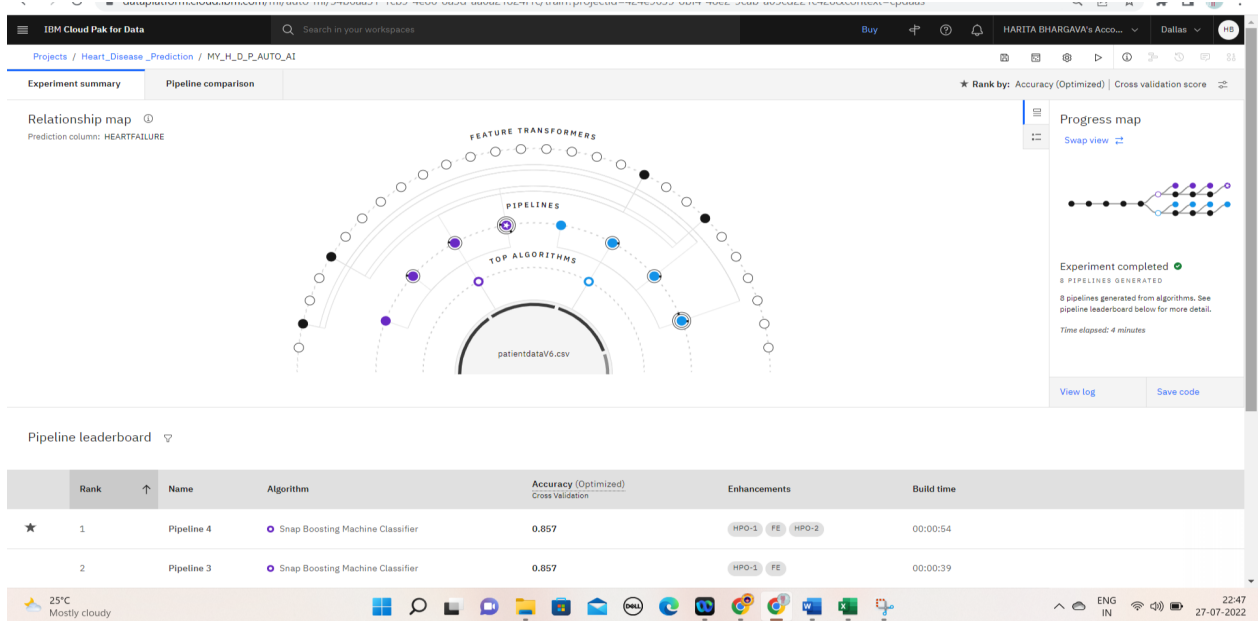 IBM Cloud Pak for Data
Search in your workspaces
Buy
HARITA BHARGAVA's Acco...
Dallas
HB
Projects / Heart_Disease _Prediction / MY_H_D_P_AUTO_AI
Experiment summary
Pipeline comparison
Rank by: Accuracy (Optimized) | Cross validation score
Relationship map
Prediction column: HEARTFAILURE
FEATURE TRANSFORMERS
PIPELINES
TOP ALGORITHMS
patientdataV6.csv
Progress map
Swap view
Experiment completed
8 PIPELINES GENERATED
8 pipelines generated from algorithms. See
pipeline leaderboard below for more detail.
Time elapsed: 4 minutes
View log
Save code
Pipeline leaderboard
Rank Name Algorithm Accuracy (Optimized) Enhancements Build time
Cross Validation
1 Pipeline 4 Snap Boosting Machine Classifier 0.857 HPO-1 FE HPO-2 00:00:54
2 Pipeline 3 Snap Boosting Machine Classifier 0.857 HPO-1 FE 00:00:39
25°C
Mostly cloudy
DELL
ENG
IN
22:47
27-07-2022